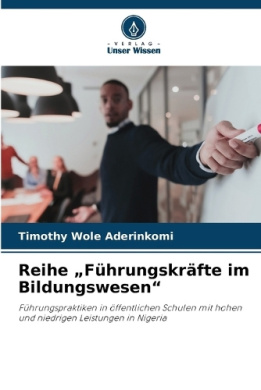 VERLAG
Unser Wissen
Timothy Wole Aderinkomi
Reihe „Führungskräfte im
Bildungswesen“
Führungspraktiken in öffentlichen Schulen mit hohen
und niedrigen Leistungen in Nigeria